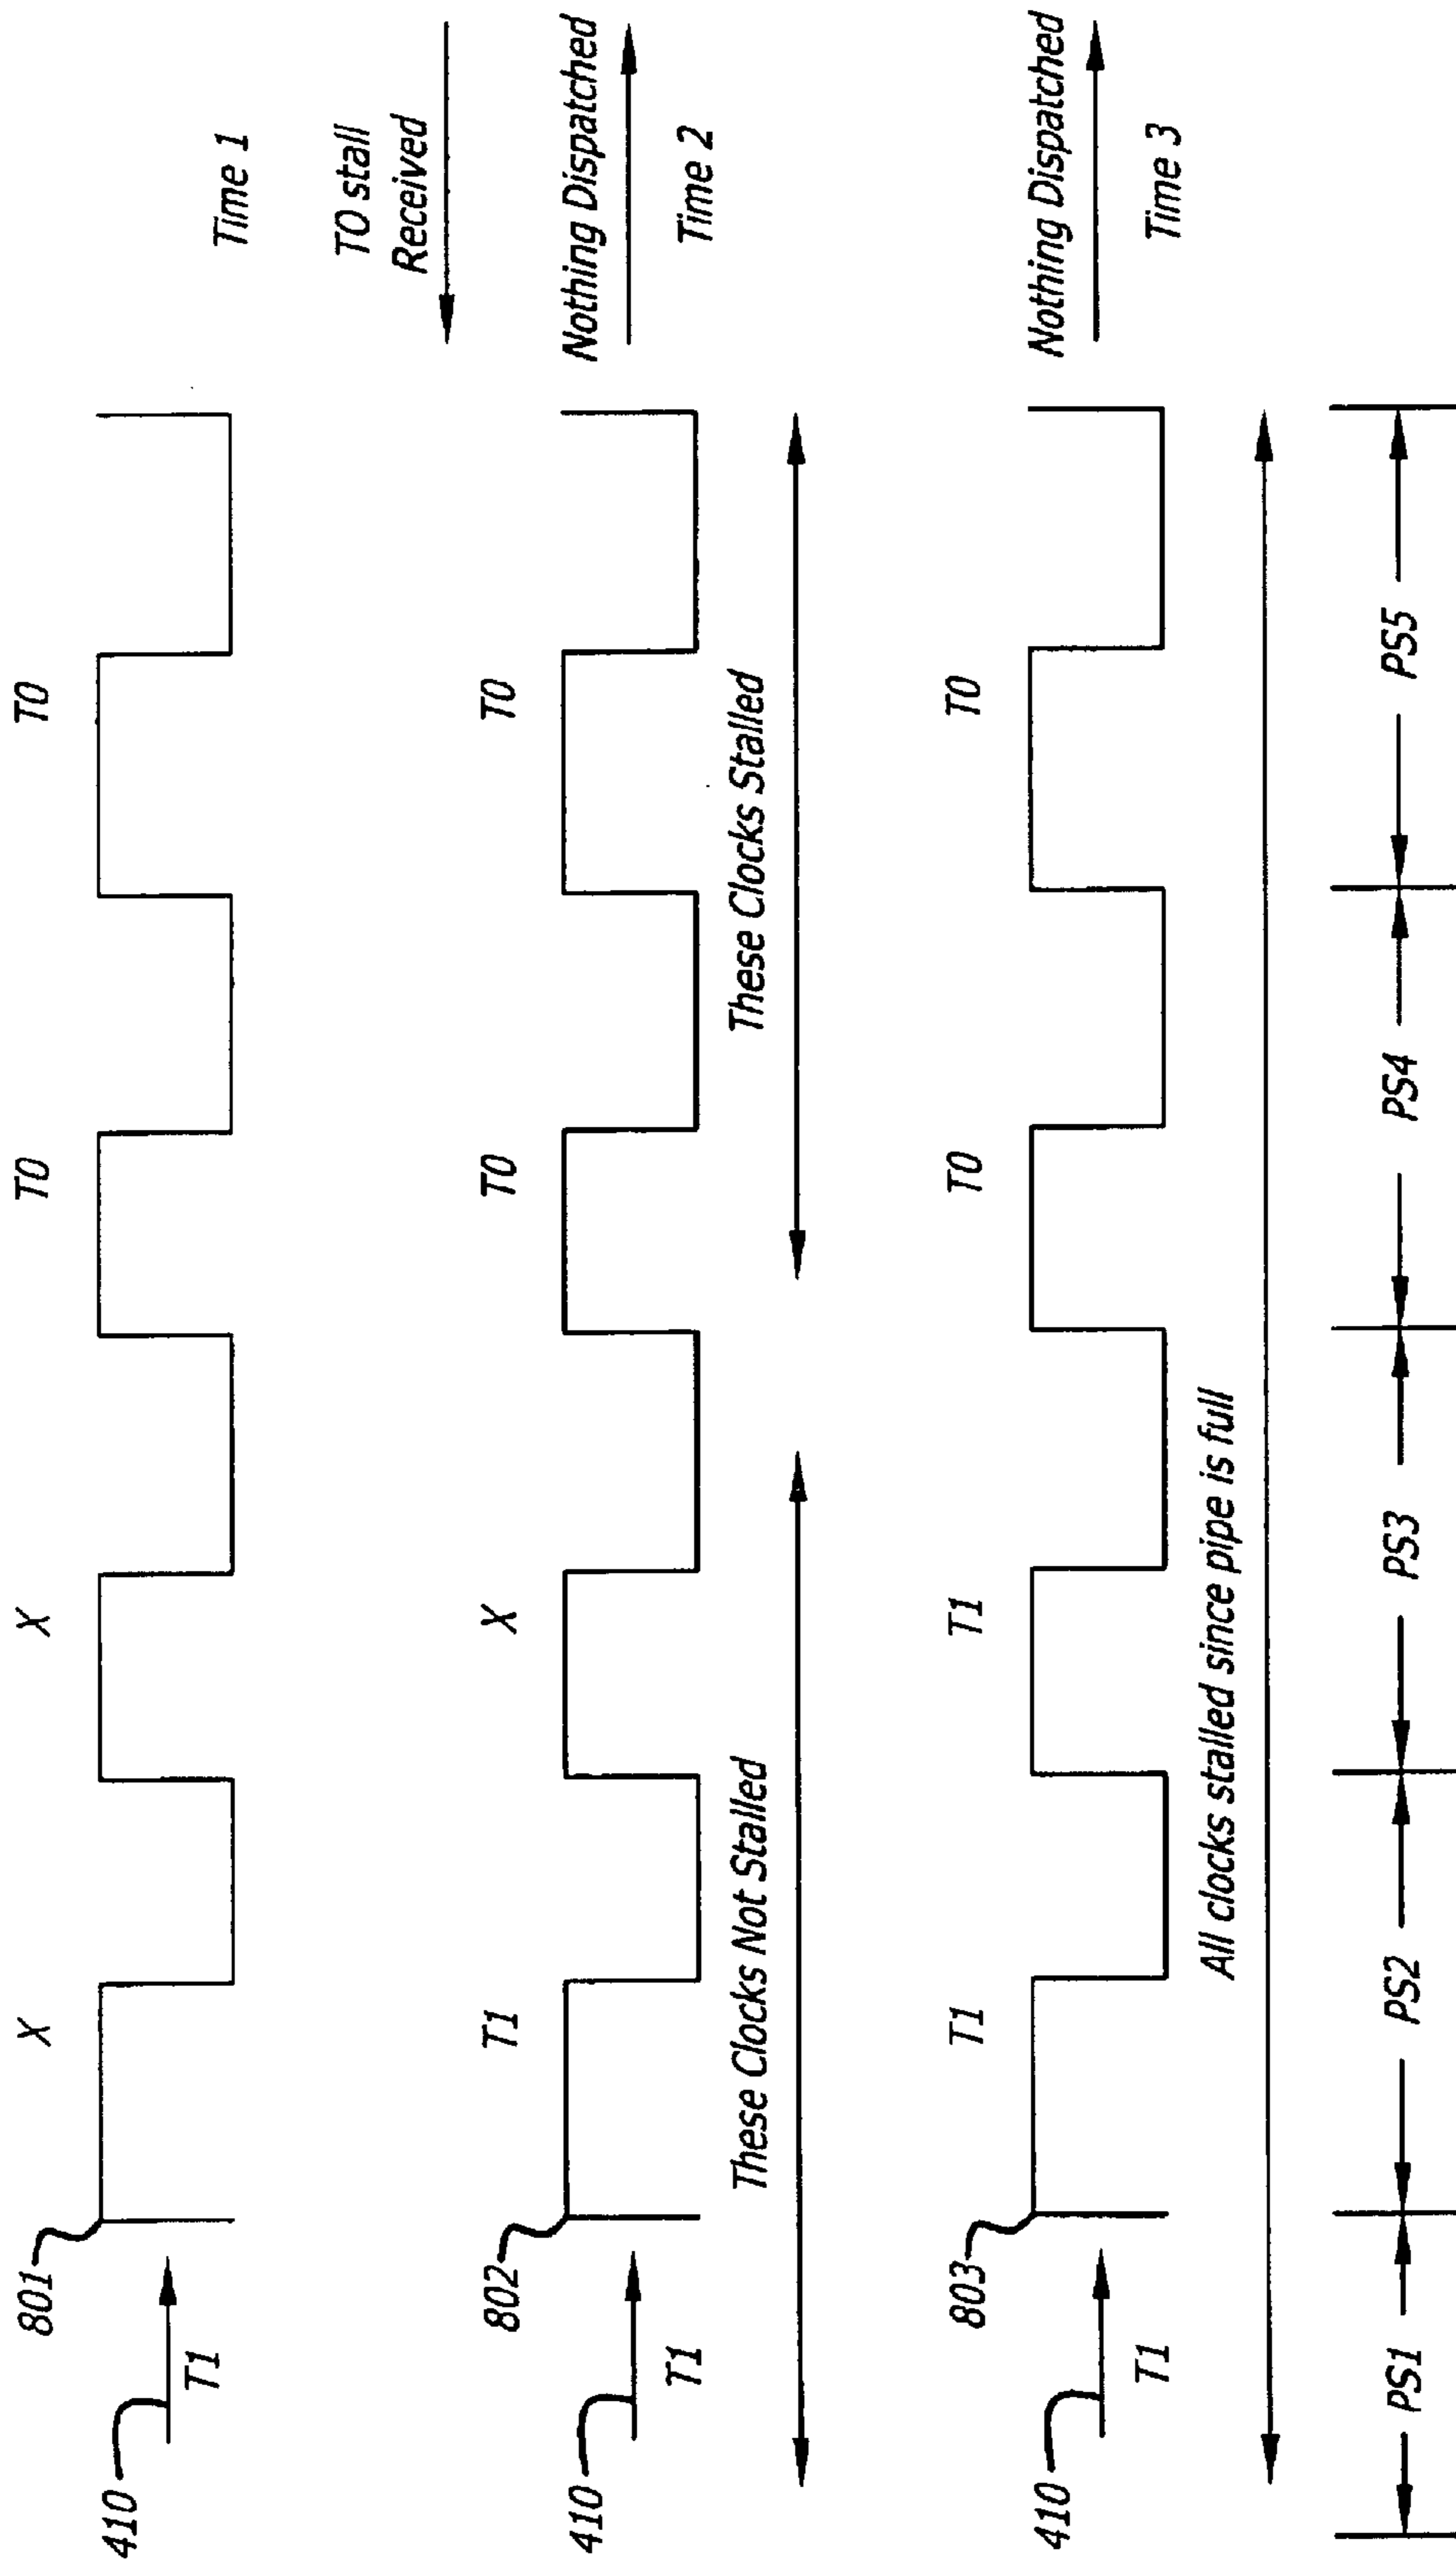 801
X
X
T0
T0
410
T1
Time 1
T0 stall
Received
802
T1
X
T0
T0
Nothing Dispatched
410
T1
Time 2
These Clocks Not Stalled
These Clocks Stalled
803
T1
T1
T0
T0
Nothing Dispatched
410
T1
Time 3
All clocks stalled since pipe is full
PS1
PS2
PS3
PS4
PS5